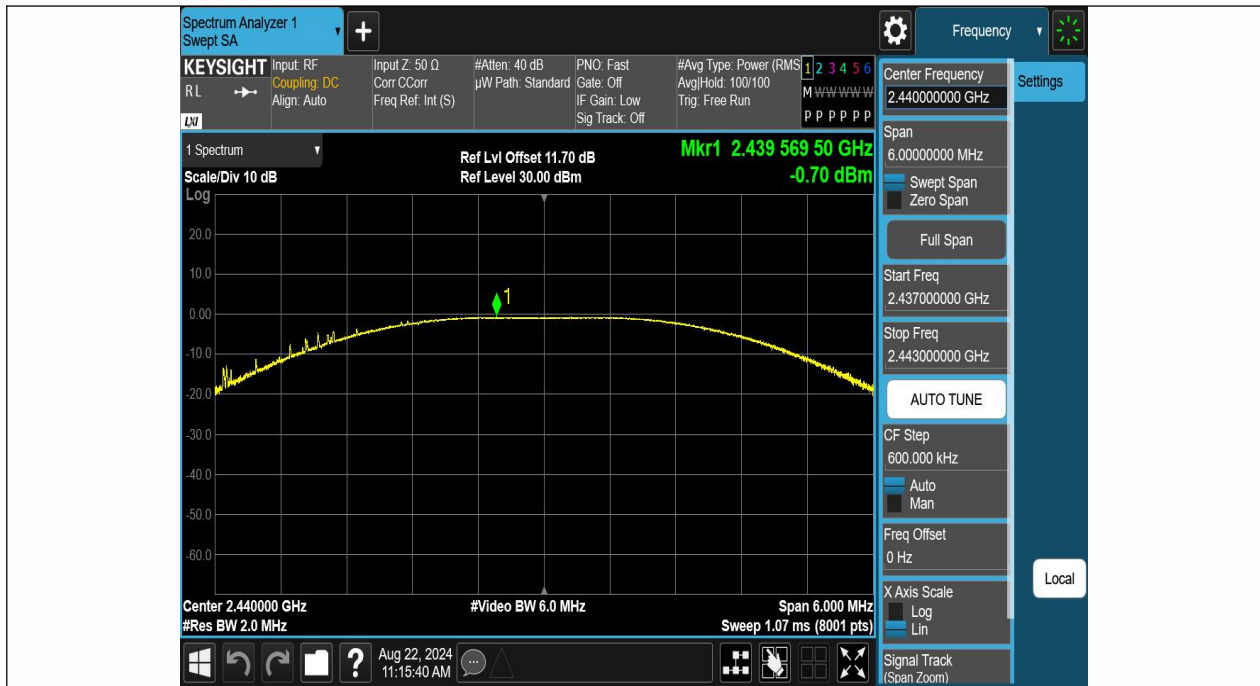 Spectrum Analyzer 1
Swept SA
+
Frequency
KEYSIGHT
RL
LXI
Input: RF
Coupling: DC
Align: Auto
Input Z: 50 Ω
Corr CCorr
Freq Ref: Int (S)
#Atten: 40 dB
µW Path: Standard
PNO: Fast
Gate: Off
IF Gain: Low
Sig Track: Off
#Avg Type: Power (RMS
Avg|Hold: 100/100
Trig: Free Run
1 2 3 4 5 6
M W W W W W
P P P P P P
1 Spectrum
Scale/Div 10 dB
Ref Lvl Offset 11.70 dB
Ref Level 30.00 dBm
Mkr1 2.439 569 50 GHz
-0.70 dBm
Log
20.0
10.0
0.00
-10.0
-20.0
-30.0
-40.0
-50.0
-60.0
1
Center 2.440000 GHz
#Video BW 6.0 MHz
Span 6.000 MHz
#Res BW 2.0 MHz
Sweep 1.07 ms (8001 pts)
?
Aug 22, 2024
11:15:40 AM
Center Frequency
2.440000000 GHz
Settings
Span
6.00000000 MHz
Swept Span
Zero Span
Full Span
Start Freq
2.437000000 GHz
Stop Freq
2.443000000 GHz
AUTO TUNE
CF Step
600.000 kHz
Auto
Man
Freq Offset
0 Hz
X Axis Scale
Log
Lin
Local
Signal Track
(Span Zoom)